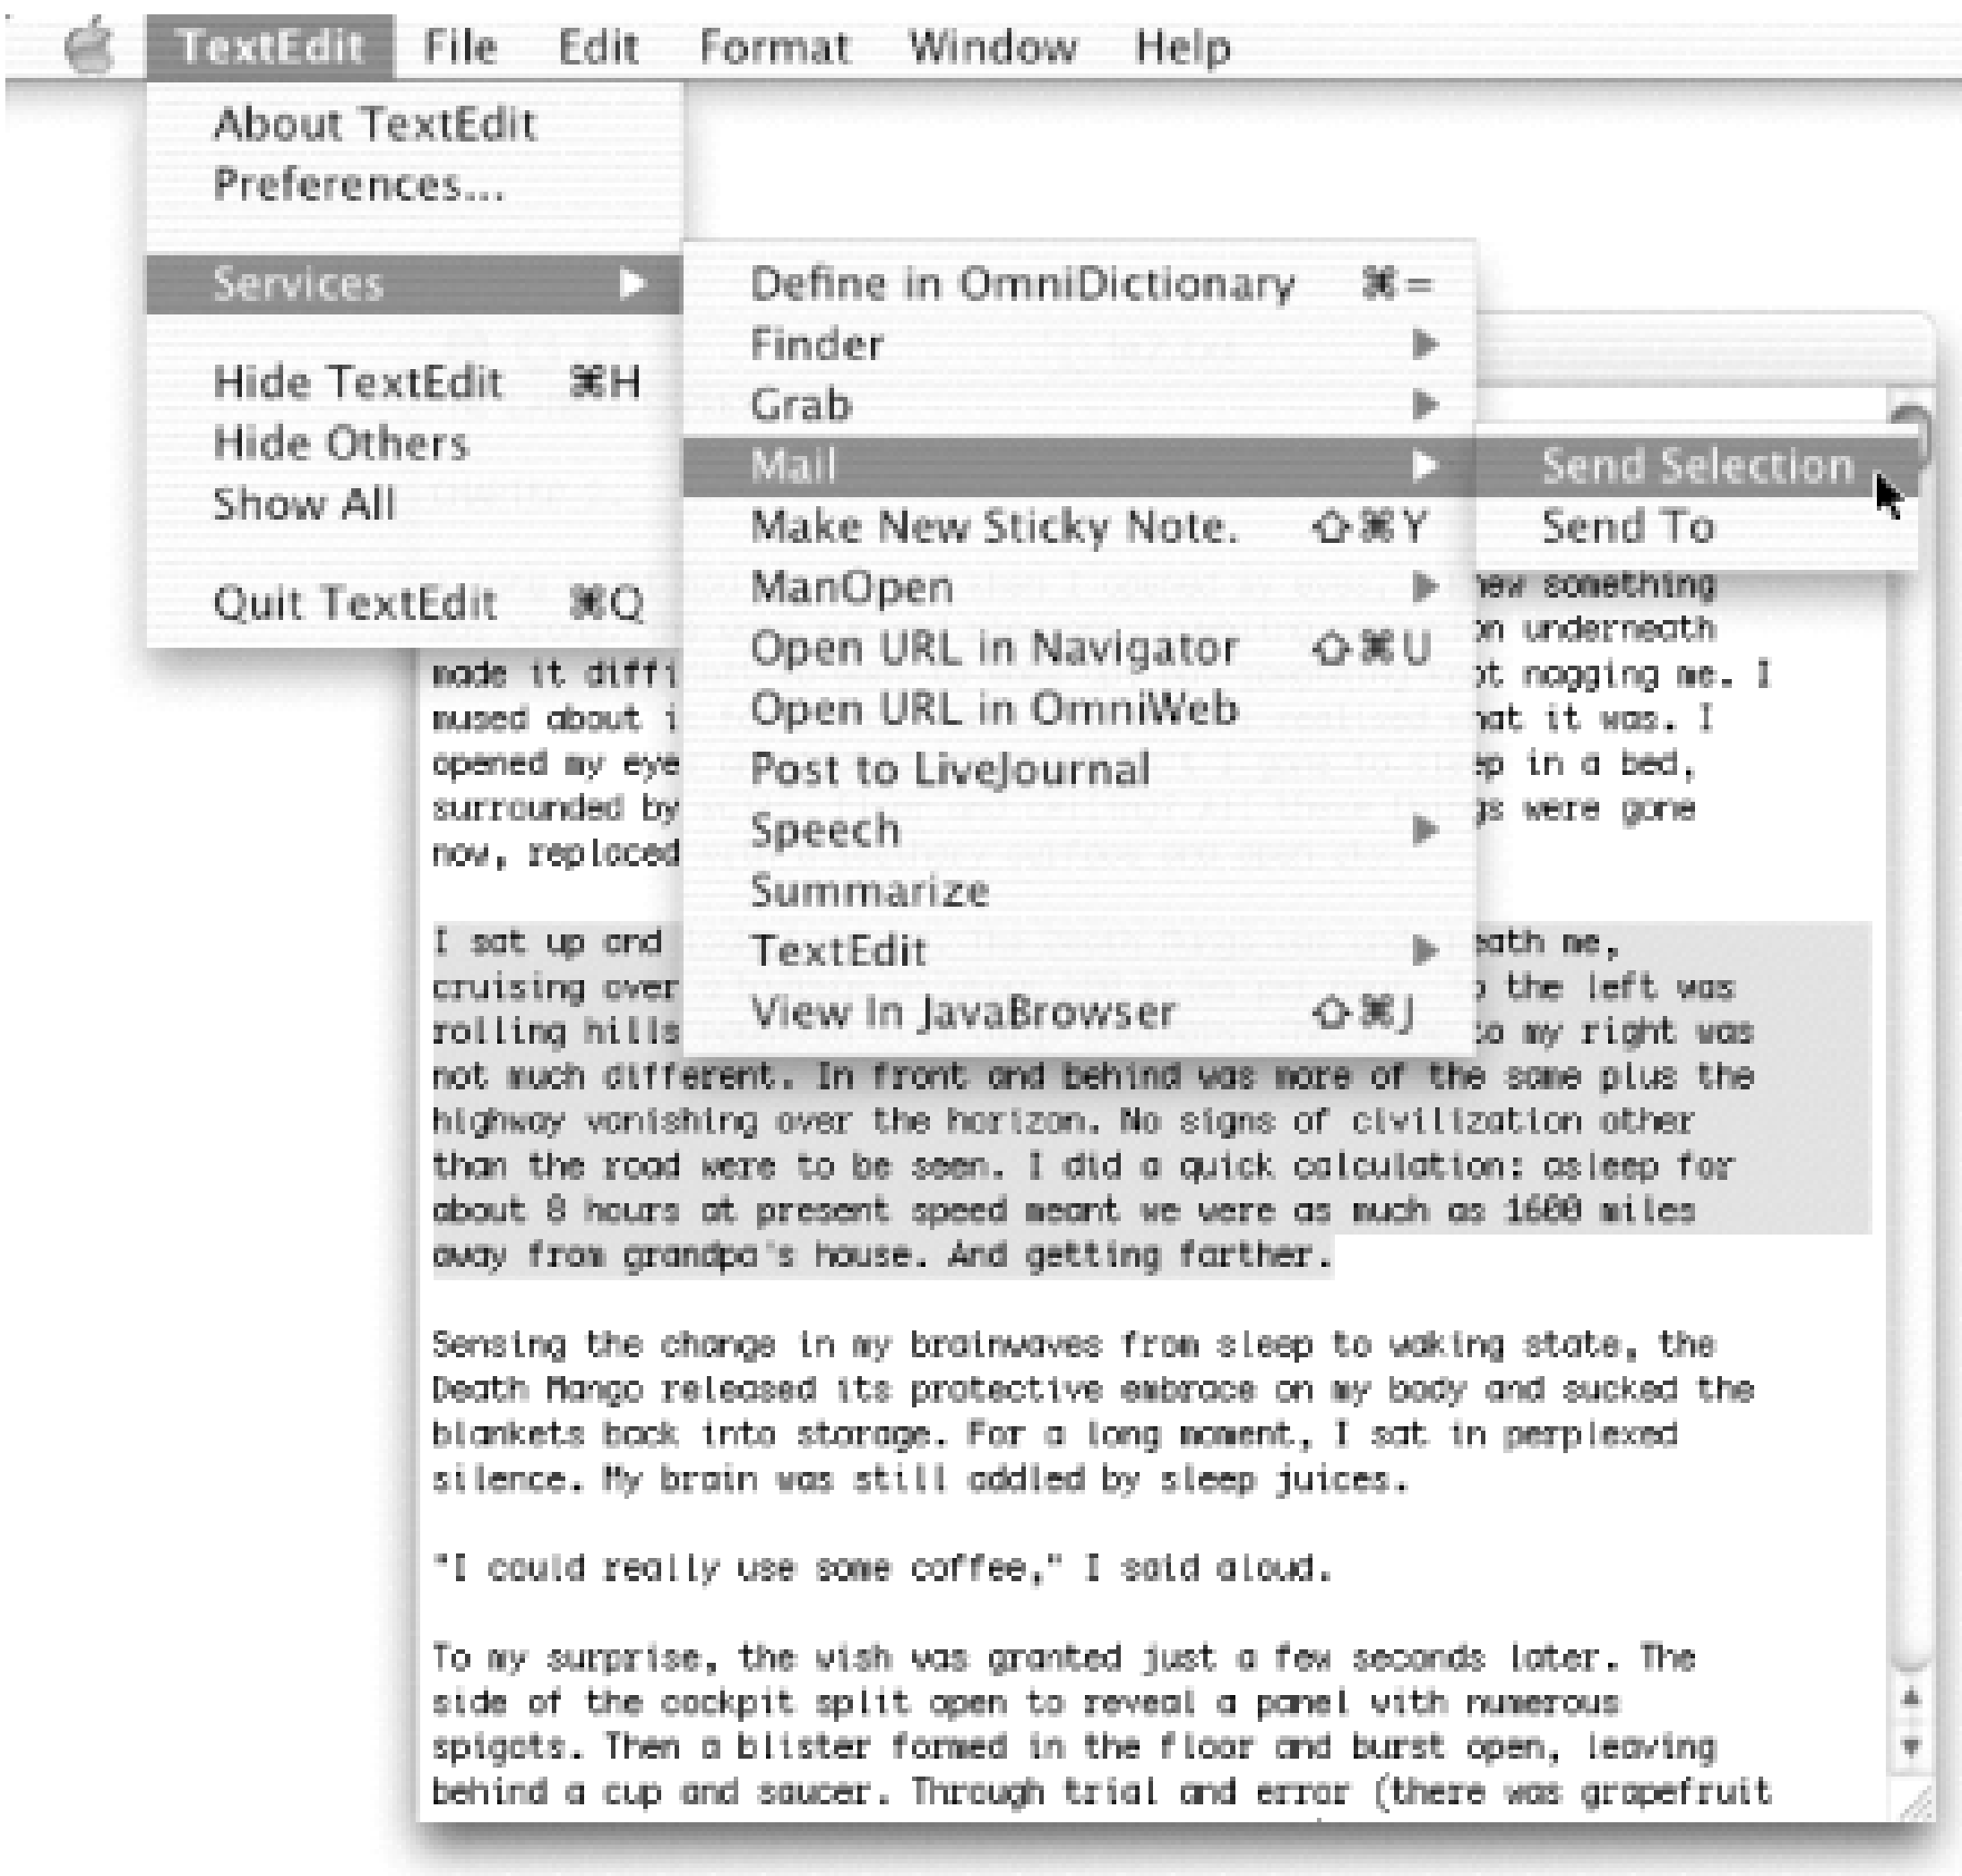 TextEdit File Edit Format Window Help
About TextEdit
Preferences...
Services
Hide TextEdit ⌘H
Hide Others
Show All
Quit TextEdit ⌘Q
Define in OmniDictionary ⌘=
Finder
Grab
Mail
Make New Sticky Note. ⇧⌘Y
ManOpen
Open URL in Navigator ⇧⌘U
Open URL in OmniWeb
Post to LiveJournal
Speech
Summarize
TextEdit
View In JavaBrowser ⇧⌘J
Send Selection
Send To
something
underneath
made it nagging me. I
mused about it was. I
opened my in a bed,
surrounded by were gone
now, replaced
I sat up and me,
cruising over the left was
rolling hills to my right was
not much different. In front and behind was more of the same plus the
highway vanishing over the horizon. No signs of civilization other
than the road were to be seen. I did a quick calculation: asleep for
about 8 hours at present speed meant we were as much as 1600 miles
away from grandpa's house. And getting farther.
Sensing the change in my brainwaves from sleep to waking state, the
Death Mango released its protective embrace on my body and sucked the
blankets back into storage. For a long moment, I sat in perplexed
silence. My brain was still addled by sleep juices.
"I could really use some coffee," I said aloud.
To my surprise, the wish was granted just a few seconds later. The
side of the cockpit split open to reveal a panel with numerous
spigots. Then a blister formed in the floor and burst open, leaving
behind a cup and saucer. Through trial and error (there was grapefruit